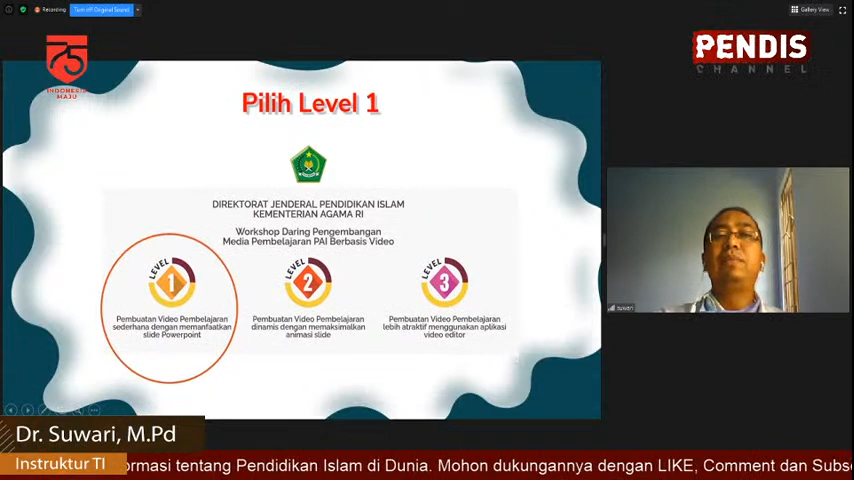 Recording
Turn off Original Sound
Gallery View
75
INDONESIA
MAJU
PENDIS
CHANNEL
Pilih Level 1
DIREKTORAT JENDERAL PENDIDIKAN ISLAM
KEMENTERIAN AGAMA RI
Workshop Daring Pengembangan
Media Pembelajaran PAI Berbasis Video
LEVEL
1
Pembuatan Video Pembelajaran
sederhana dengan memanfaatkan
slide Powerpoint
LEVEL
2
Pembuatan Video Pembelajaran
dinamis dengan memaksimalkan
animasi slide
LEVEL
3
Pembuatan Video Pembelajaran
lebih atraktif menggunakan aplikasi
video editor
suwari
Dr. Suwari, M.Pd
Instruktur TI
ormasi tentang Pendidikan Islam di Dunia. Mohon dukungannya dengan LIKE, Comment dan Subs